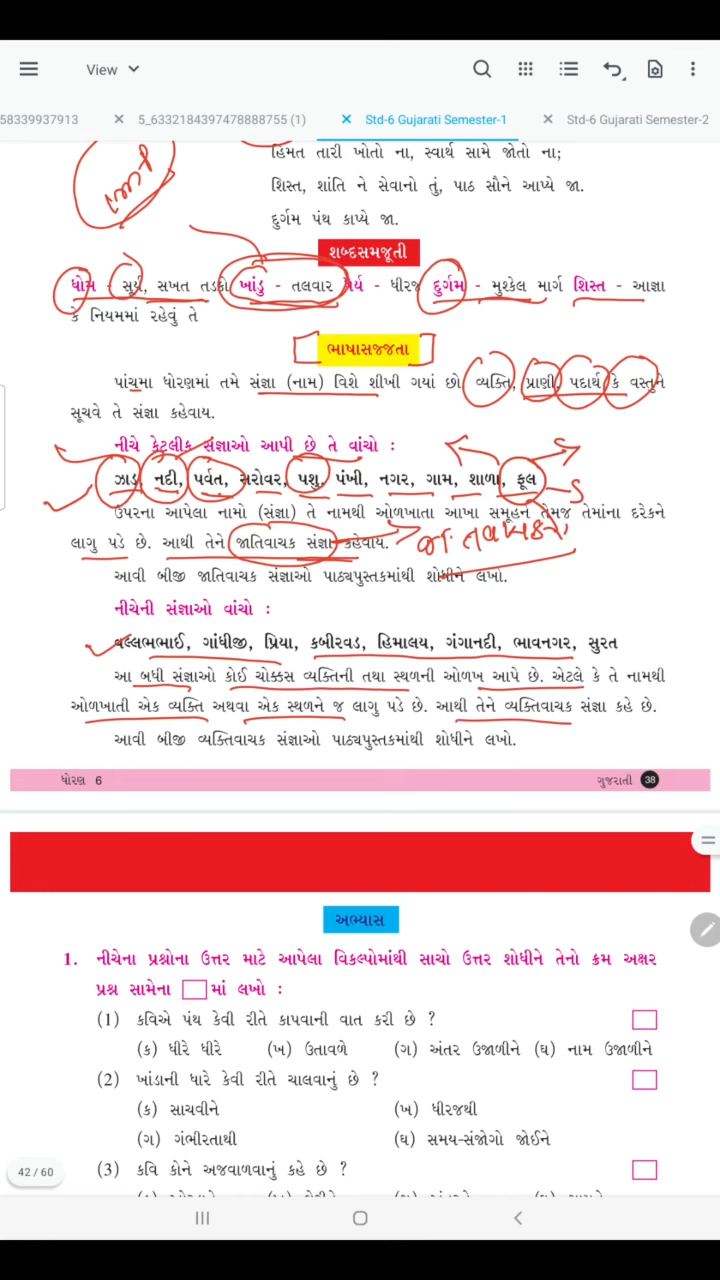 View
58339937913 × 5_6332184397478888755 (1) × Std-6 Gujarati Semester-1 × Std-6 Gujarati Semester-2
હિંમત તારી ખોતો ના, સ્વાર્થ સામે જોતો ના;
શિસ્ત, શાંતિ ને સેવાનો તું, પાઠ સૌને આપ્યે જા.
દુર્ગમ પંથ કાપ્યે જા.
શબ્દસમજૂતી
ધોમ - સૂર્ય, સખત તડકો ખાંડુ - તલવાર ધૈર્ય - ધીરજ દુર્ગમ - મુશ્કેલ માર્ગ શિસ્ત - આજ્ઞા
કે નિયમમાં રહેવું તે
ભાષાસજ્જતા
પાંચમા ધોરણમાં તમે સંજ્ઞા (નામ) વિશે શીખી ગયાં છો. વ્યક્તિ, પ્રાણી, પદાર્થ કે વસ્તુને
સૂચવે તે સંજ્ઞા કહેવાય.
નીચે કેટલીક સંજ્ઞાઓ આપી છે તે વાંચો :
ઝાડ, નદી, પર્વત, સરોવર, પશુ, પંખી, નગર, ગામ, શાળા, ફૂલ
ઉપરના આપેલા નામો (સંજ્ઞા) તે નામથી ઓળખાતા આખા સમૂહને તેમજ તેમાંના દરેકને
લાગુ પડે છે. આથી તેને જાતિવાચક સંજ્ઞા કહેવાય.
આવી બીજી જાતિવાચક સંજ્ઞાઓ પાઠ્યપુસ્તકમાંથી શોધીને લખો.
નીચેની સંજ્ઞાઓ વાંચો :
વલ્લભભાઈ, ગાંધીજી, પ્રિયા, કબીરવડ, હિમાલય, ગંગાનદી, ભાવનગર, સુરત
આ બધી સંજ્ઞાઓ કોઈ ચોક્કસ વ્યક્તિની તથા સ્થળની ઓળખ આપે છે. એટલે કે તે નામથી
ઓળખાતી એક વ્યક્તિ અથવા એક સ્થળને જ લાગુ પડે છે. આથી તેને વ્યક્તિવાચક સંજ્ઞા કહે છે.
આવી બીજી વ્યક્તિવાચક સંજ્ઞાઓ પાઠ્યપુસ્તકમાંથી શોધીને લખો.
ધોરણ 6 ગુજરાતી 38
અભ્યાસ
1. નીચેના પ્રશ્નોના ઉત્તર માટે આપેલા વિકલ્પોમાંથી સાચો ઉત્તર શોધીને તેનો ક્રમ અક્ષર
પ્રશ્ન સામેના માં લખો :
(1) કવિએ પંથ કેવી રીતે કાપવાની વાત કરી છે ?
(ક) ધીરે ધીરે (ખ) ઉતાવળે (ગ) અંતર ઉજાળીને (ઘ) નામ ઉજાળીને
(2) ખાંડાની ધારે કેવી રીતે ચાલવાનું છે ?
(ક) સાચવીને (ખ) ધીરજથી
(ગ) ગંભીરતાથી (ઘ) સમય-સંજોગો જોઈને
42 / 60 (3) કવિ કોને અજવાળવાનું કહે છે ?